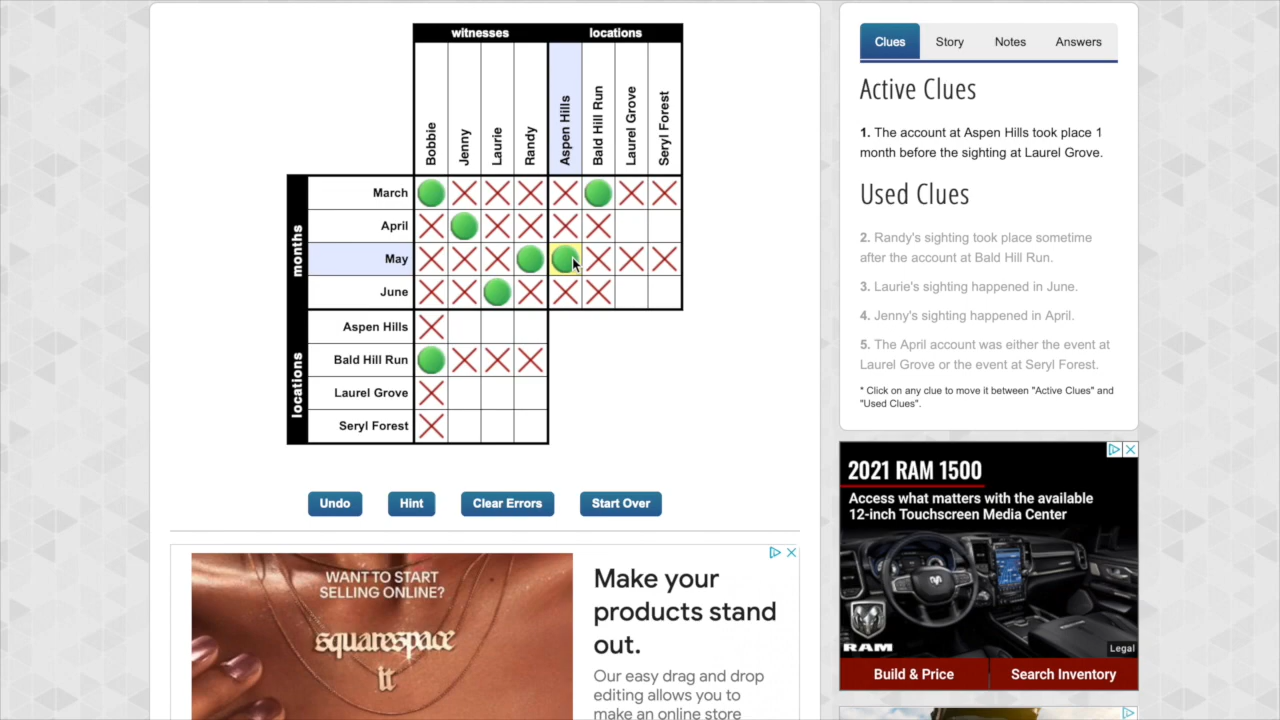 witnesses
locations
Bobbie
Jenny
Laurie
Randy
Aspen Hills
Bald Hill Run
Laurel Grove
Seryl Forest
months
March
April
May
June
locations
Aspen Hills
Bald Hill Run
Laurel Grove
Seryl Forest
Undo
Hint
Clear Errors
Start Over
WANT TO START
SELLING ONLINE?
squarespace
it
Make your
products stand
out.
Our easy drag and drop
editing allows you to
make an online store
Clues
Story
Notes
Answers
Active Clues
1. The account at Aspen Hills took place 1
month before the sighting at Laurel Grove.
Used Clues
2. Randy's sighting took place sometime
after the account at Bald Hill Run.
3. Laurie's sighting happened in June.
4. Jenny's sighting happened in April.
5. The April account was either the event at
Laurel Grove or the event at Seryl Forest.
* Click on any clue to move it between "Active Clues" and
"Used Clues".
2021 RAM 1500
Access what matters with the available
12-inch Touchscreen Media Center
RAM
Legal
Build & Price
Search Inventory